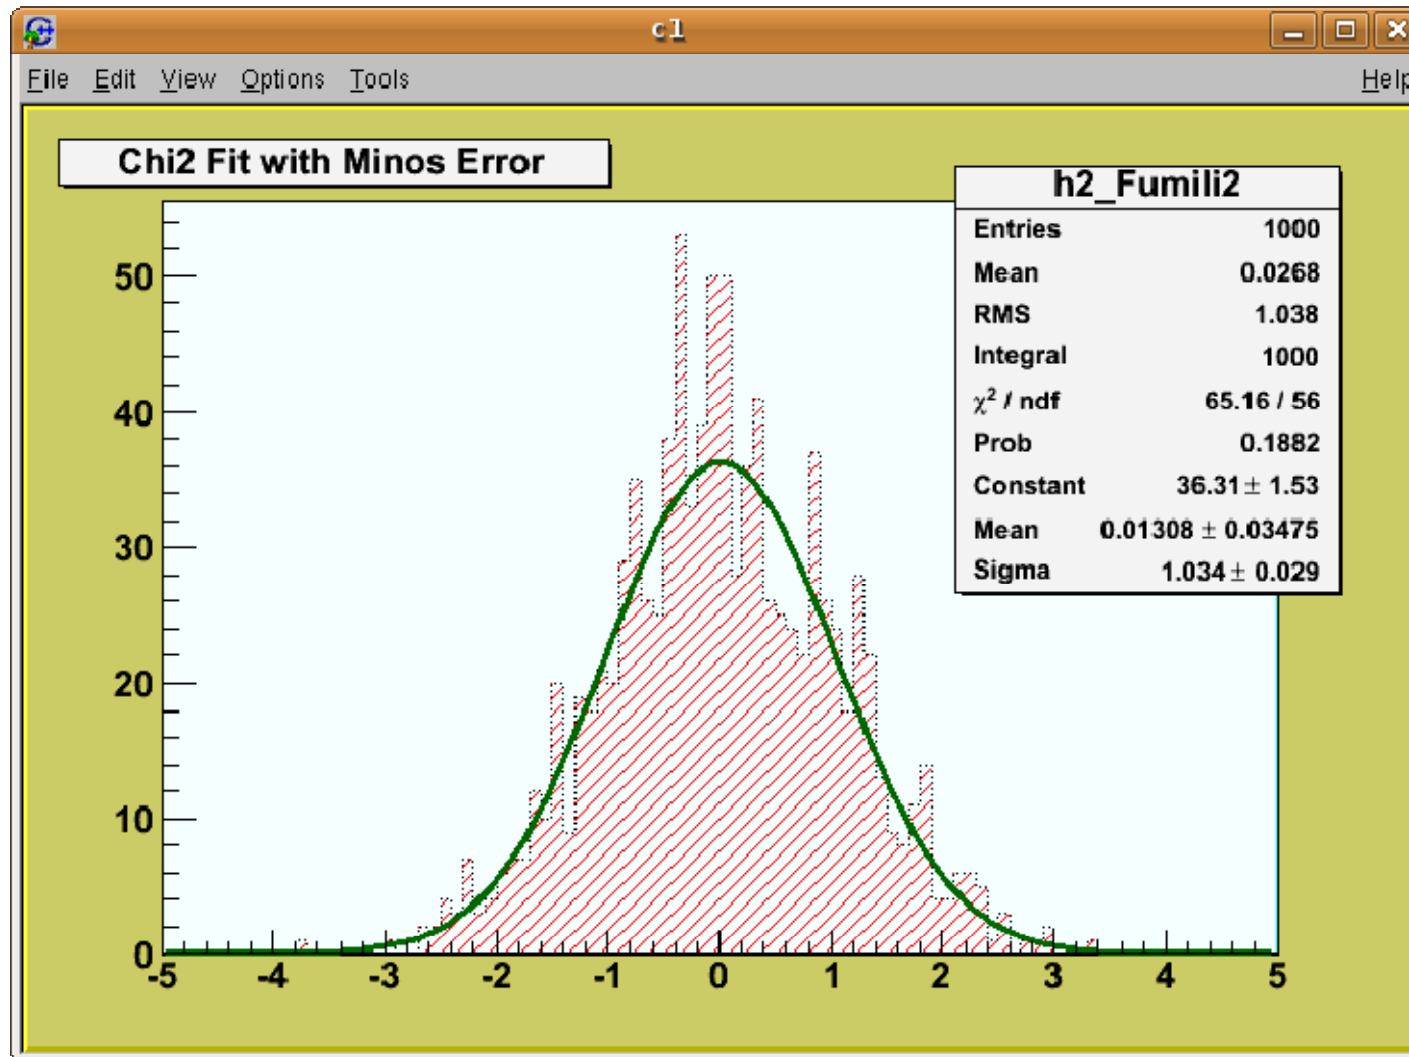 c1
File Edit View Options Tools Help
Chi2 Fit with Minos Error
h2_Fumili2
Entries 1000
Mean 0.0268
RMS 1.038
Integral 1000
χ² / ndf 65.16 / 56
Prob 0.1882
Constant 36.31 ± 1.53
Mean 0.01308 ± 0.03475
Sigma 1.034 ± 0.029
50
40
30
20
10
0
-5 -4 -3 -2 -1 0 1 2 3 4 5